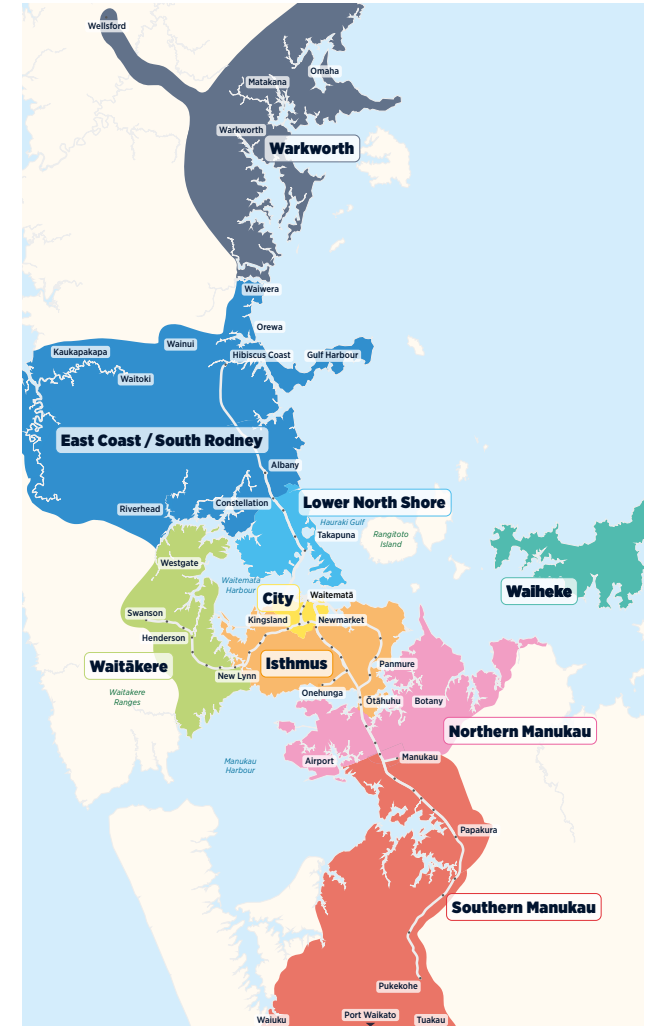 Wellsford
Omaha
Matakana
Warkworth
Warkworth
Waiwera
Orewa
Wainui
Kaukapakapa
Hibiscus Coast
Gulf Harbour
Waitoki
East Coast / South Rodney
Albany
Constellation
Lower North Shore
Riverhead
Hauraki Gulf
Takapuna
Rangitoto
Island
Westgate
Waitemata
Harbour
Waiheke
City
Waitematā
Swanson
Kingsland
Newmarket
Henderson
Waitākere
Isthmus
Panmure
New Lynn
Waitakere
Ranges
Onehunga
Ōtāhuhu
Botany
Northern Manukau
Manukau
Harbour
Airport
Manukau
Papakura
Southern Manukau
Pukekohe
Waiuku
Port Waikato
Tuakau